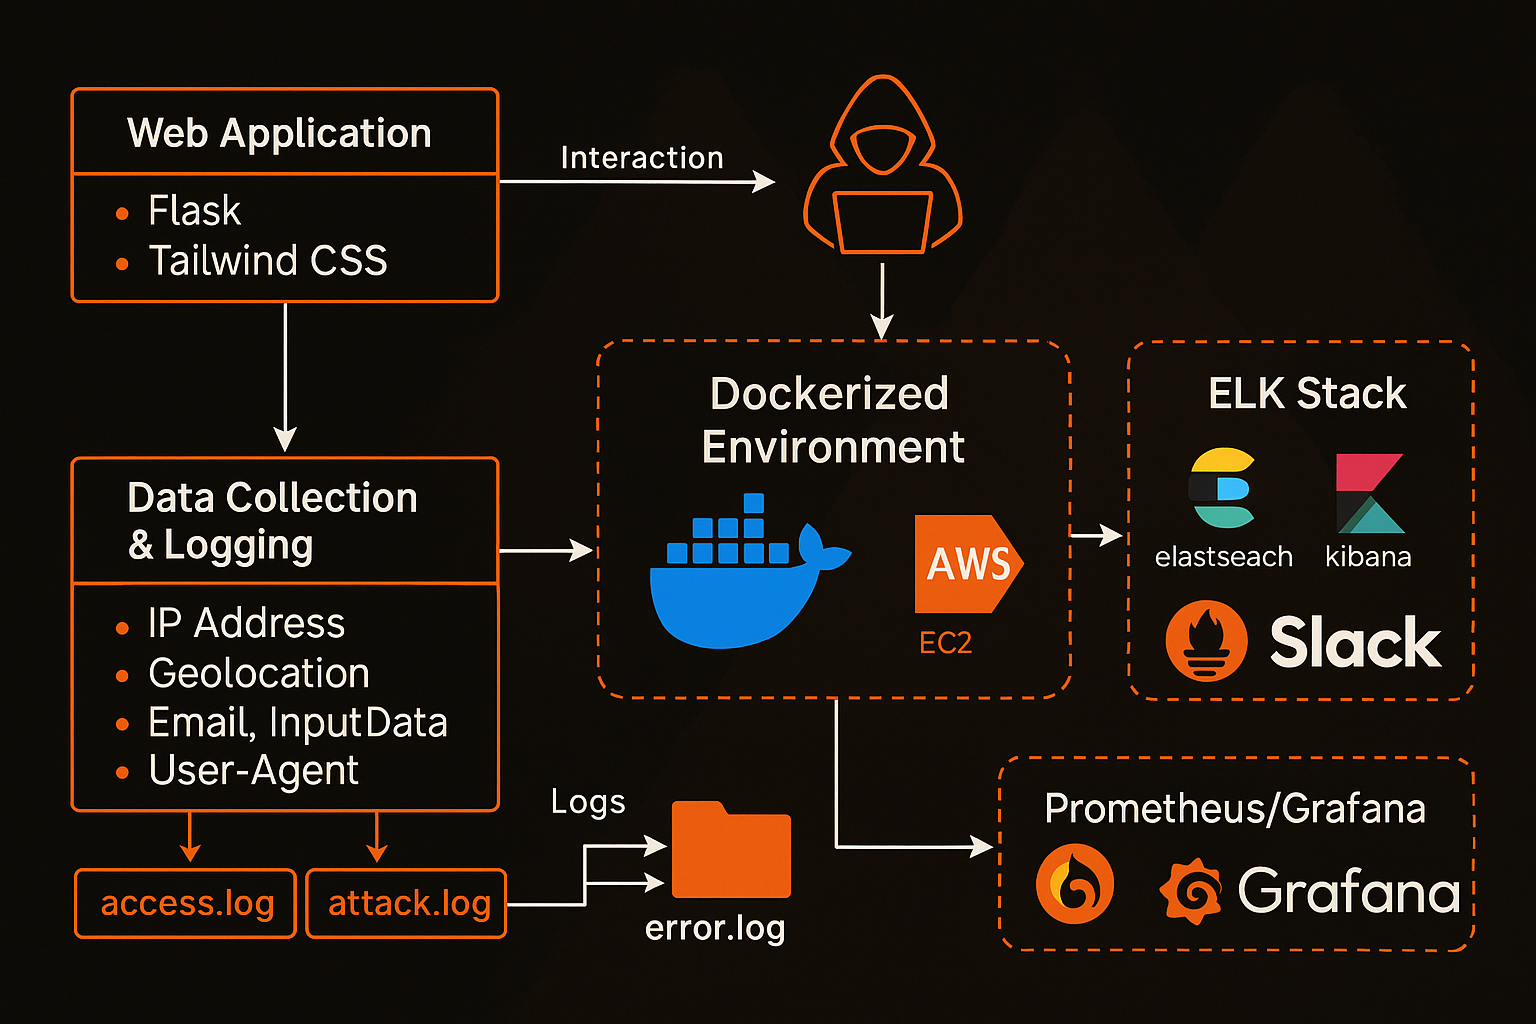 Web Application
Flask
Tailwind CSS
Interaction
Data Collection
& Logging
IP Address
Geolocation
Email, InputData
User-Agent
access.log
attack.log
Logs
error.log
Dockerized
Environment
AWS
EC2
ELK Stack
elastseach
kibana
Slack
Prometheus/Grafana
Grafana